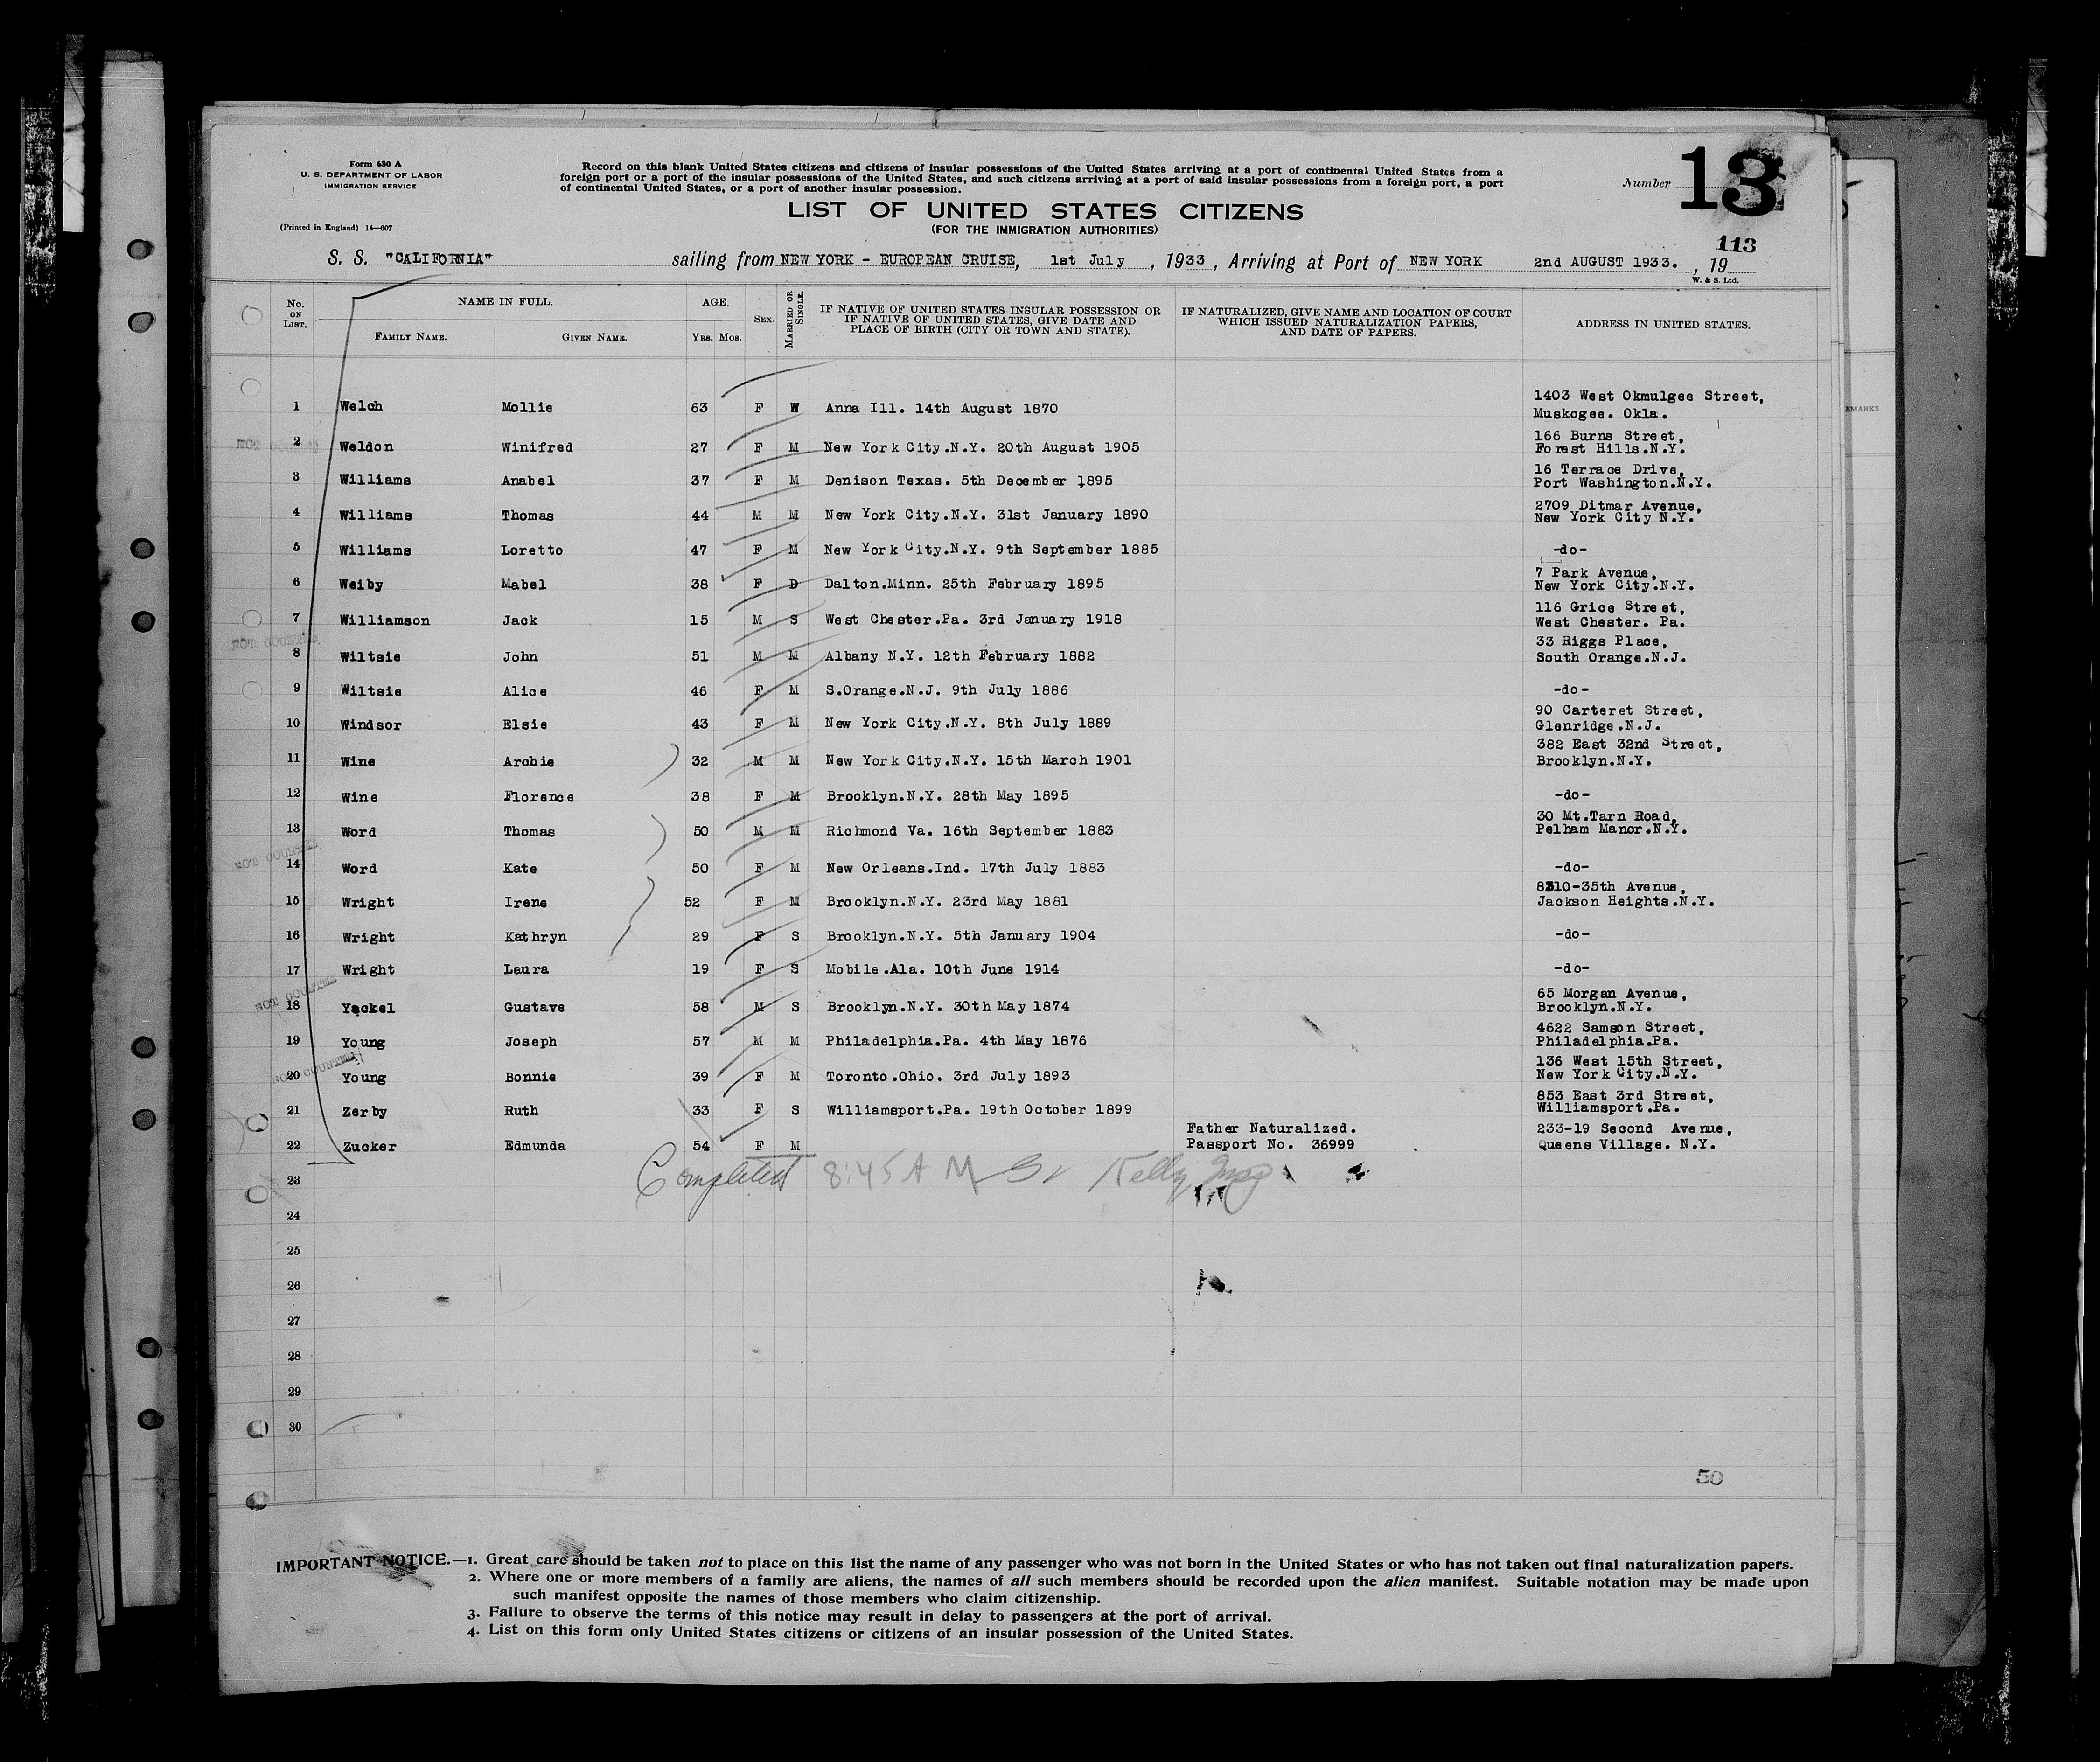 Form 630 A
U. S. DEPARTMENT OF LABOR
IMMIGRATION SERVICE
(Printed in England) 14—607
Record on this blank United States citizens and citizens of insular possessions of the United States arriving at a port of continental United States from a
foreign port or a port of the insular possessions of the United States, and such citizens arriving at a port of said insular possessions from a foreign port, a port
of continental United States, or a port of another insular possession.
Number 13
LIST OF UNITED STATES CITIZENS
(FOR THE IMMIGRATION AUTHORITIES)
113
S. S. "CALIFORNIA" sailing from NEW YORK - EUROPEAN CRUISE, 1st July, 1933, Arriving at Port of NEW YORK 2nd AUGUST 1933., 19
W. & S. Ltd.
No. ON LIST. NAME IN FULL. AGE. SEX. MARRIED OR SINGLE. IF NATIVE OF UNITED STATES INSULAR POSSESSION OR IF NATIVE OF UNITED STATES, GIVE DATE AND PLACE OF BIRTH (CITY OR TOWN AND STATE). IF NATURALIZED, GIVE NAME AND LOCATION OF COURT WHICH ISSUED NATURALIZATION PAPERS, AND DATE OF PAPERS. ADDRESS IN UNITED STATES.
FAMILY NAME. GIVEN NAME. YRS. MOS.
1 Welch Mollie 63 F W Anna Ill. 14th August 1870 1403 West Okmulgee Street,
Muskogee. Okla.
2 Weldon Winifred 27 F M New York City.N.Y. 20th August 1905 166 Burns Street,
Forest Hills.N.Y.
3 Williams Anabel 37 F M Denison Texas. 5th December 1895 16 Terrace Drive,
Port Washington.N.Y.
4 Williams Thomas 44 M M New York City.N.Y. 31st January 1890 2709 Ditmar Avenue,
New York City N.Y.
5 Williams Loretto 47 F M New York City.N.Y. 9th September 1885 -do-
6 Weiby Mabel 38 F D Dalton.Minn. 25th February 1895 7 Park Avenue,
New York City.N.Y.
7 Williamson Jack 15 M S West Chester.Pa. 3rd January 1918 116 Grice Street,
West Chester. Pa.
8 Wiltsie John 51 M M Albany N.Y. 12th February 1882 33 Riggs Place,
South Orange.N.J.
9 Wiltsie Alice 46 F M S.Orange.N.J. 9th July 1886 -do-
10 Windsor Elsie 43 F M New York City.N.Y. 8th July 1889 90 Carteret Street,
Glenridge.N.J.
11 Wine Archie 32 M M New York City.N.Y. 15th March 1901 382 East 32nd Street,
Brooklyn.N.Y.
12 Wine Florence 38 F M Brooklyn.N.Y. 28th May 1895 -do-
13 Word Thomas 50 M M Richmond Va. 16th September 1883 30 Mt.Tarn Road,
Pelham Manor.N.Y.
14 Word Kate 50 F M New Orleans.Ind. 17th July 1883 -do-
15 Wright Irene 52 F M Brooklyn.N.Y. 23rd May 1881 8310-35th Avenue,
Jackson Heights.N.Y.
16 Wright Kathryn 29 F S Brooklyn.N.Y. 5th January 1904 -do-
17 Wright Laura 19 F S Mobile.Ala. 10th June 1914 -do-
18 Yackel Gustave 58 M S Brooklyn.N.Y. 30th May 1874 65 Morgan Avenue,
Brooklyn.N.Y.
19 Young Joseph 57 M M Philadelphia.Pa. 4th May 1876 4622 Samson Street,
Philadelphia.Pa.
20 Young Bonnie 39 F M Toronto.Ohio. 3rd July 1893 136 West 15th Street,
New York City.N.Y.
21 Zerby Ruth 33 F S Williamsport.Pa. 19th October 1899 853 East 3rd Street,
Williamsport.Pa.
22 Zucker Edmunda 54 F M Father Naturalized.
Passport No. 36999 233-19 Second Avenue,
Queens Village. N.Y.
NOT COUNTED
NOT COUNTED
NOT COUNTED
NOT COUNTED
NOT COUNTED
Completed 8:45 A M Kelly Insp
23
24
25
26
27
28
29
30
50
IMPORTANT NOTICE.—1. Great care should be taken not to place on this list the name of any passenger who was not born in the United States or who has not taken out final naturalization papers.
2. Where one or more members of a family are aliens, the names of all such members should be recorded upon the alien manifest. Suitable notation may be made upon
such manifest opposite the names of those members who claim citizenship.
3. Failure to observe the terms of this notice may result in delay to passengers at the port of arrival.
4. List on this form only United States citizens or citizens of an insular possession of the United States.